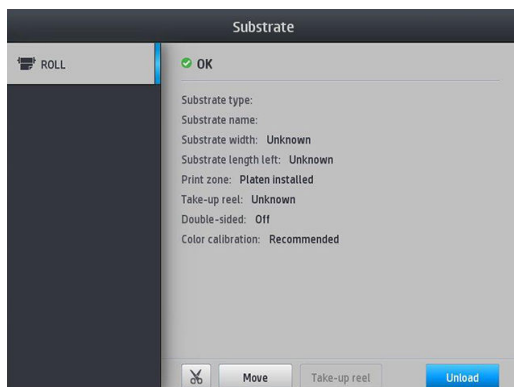 Substrate
ROLL
OK
Substrate type:
Substrate name:
Substrate width: Unknown
Substrate length left: Unknown
Print zone: Platen installed
Take-up reel: Unknown
Double-sided: Off
Color calibration: Recommended
Move
Take-up reel
Unload